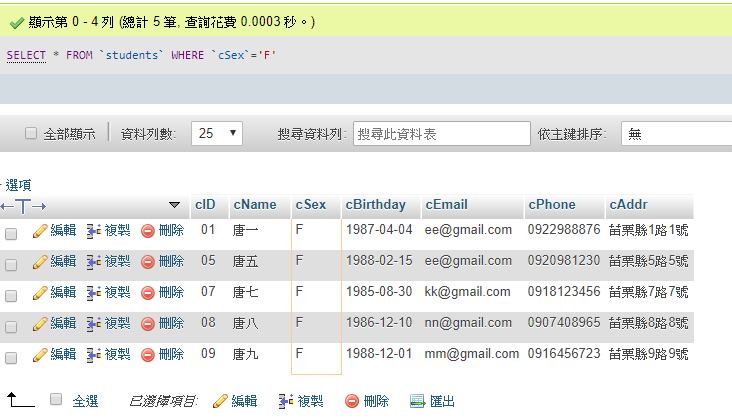 顯示第 0 - 4 列 (總計 5 筆, 查詢花費 0.0003 秒。)
SELECT * FROM `students` WHERE `cSex`='F'
全部顯示 資料列數: 25 搜尋資料列: 搜尋此資料表 依主鍵排序: 無
+ 選項
←T→ cID cName cSex cBirthday cEmail cPhone cAddr
編輯 複製 刪除 01 唐一 F 1987-04-04 ee@gmail.com 0922988876 苗栗縣1路1號
編輯 複製 刪除 05 唐五 F 1988-02-15 ee@gmail.com 0920981230 苗栗縣5路5號
編輯 複製 刪除 07 唐七 F 1985-08-30 kk@gmail.com 0918123456 苗栗縣7路7號
編輯 複製 刪除 08 唐八 F 1986-12-10 nn@gmail.com 0907408965 苗栗縣8路8號
編輯 複製 刪除 09 唐九 F 1988-12-01 mm@gmail.com 0916456723 苗栗縣9路9號
全選 已選擇項目: 編輯 複製 刪除 匯出